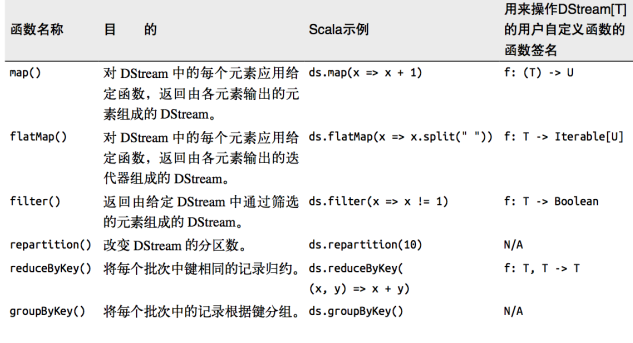 函数名称 目 的 Scala示例 用来操作DStream[T]的用户自定义函数的函数签名
map() 对 DStream 中的每个元素应用给定函数，返回由各元素输出的元素组成的 DStream。 ds.map(x => x + 1) f: (T) -> U
flatMap() 对 DStream 中的每个元素应用给定函数，返回由各元素输出的迭代器组成的 DStream。 ds.flatMap(x => x.split(" ")) f: T -> Iterable[U]
filter() 返回由给定 DStream 中通过筛选的元素组成的 DStream。 ds.filter(x => x != 1) f: T -> Boolean
repartition() 改变 DStream 的分区数。 ds.repartition(10) N/A
reduceByKey() 将每个批次中键相同的记录归约。 ds.reduceByKey( (x, y) => x + y) f: T, T -> T
groupByKey() 将每个批次中的记录根据键分组。 ds.groupByKey() N/A